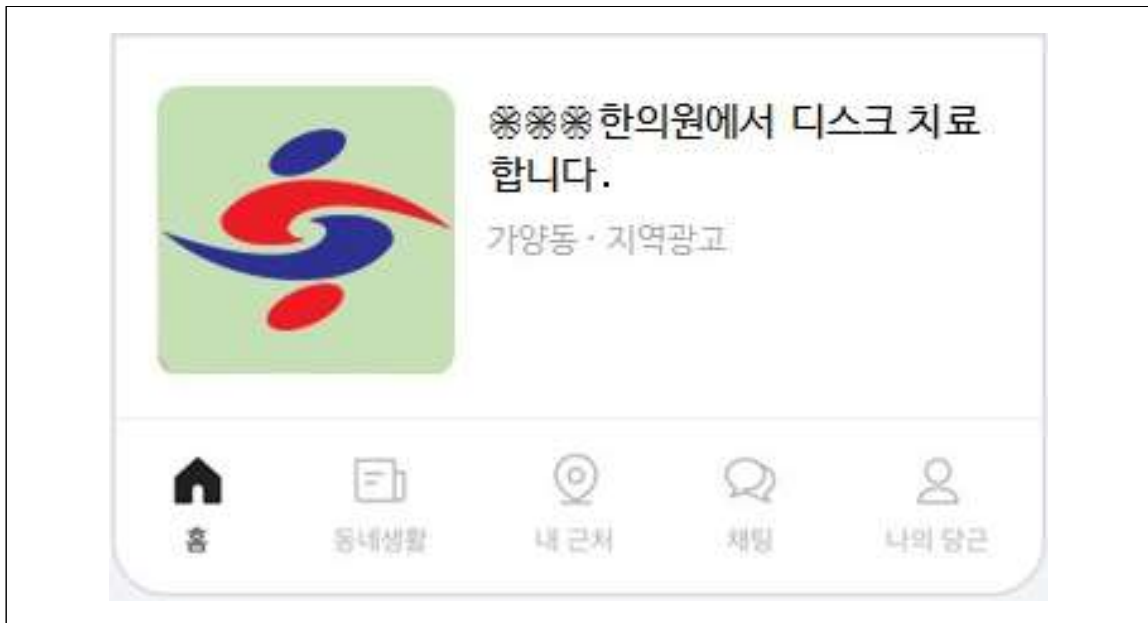 ※※※한의원에서 디스크 치료
합니다.
가양동 · 지역광고
홈
동네생활
내 근처
채팅
나의 당근